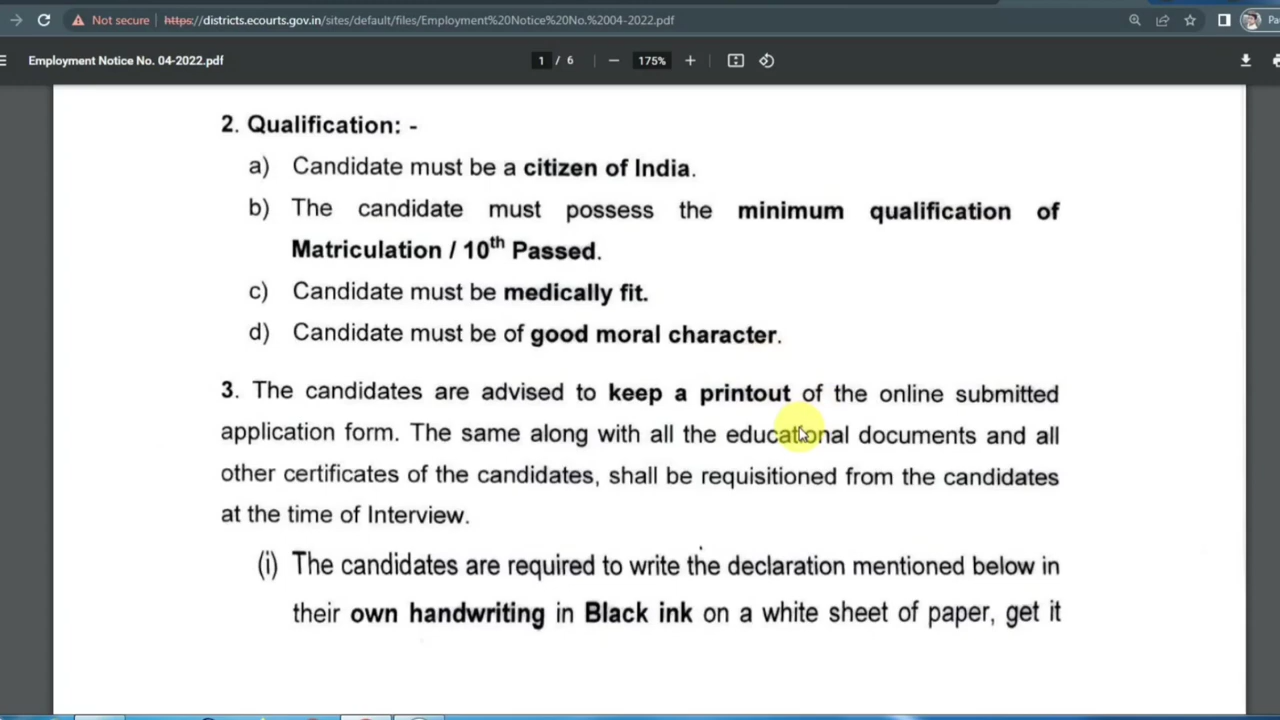 Not secure https://districts.ecourts.gov.in/sites/default/files/Employment%20Notice%20No.%2004-2022.pdf
Employment Notice No. 04-2022.pdf 1 / 6 — 175% +
2. Qualification: -
a) Candidate must be a citizen of India.
b) The candidate must possess the minimum qualification of
Matriculation / 10th Passed.
c) Candidate must be medically fit.
d) Candidate must be of good moral character.
3. The candidates are advised to keep a printout of the online submitted
application form. The same along with all the educational documents and all
other certificates of the candidates, shall be requisitioned from the candidates
at the time of Interview.
(i) The candidates are required to write the declaration mentioned below in
their own handwriting in Black ink on a white sheet of paper, get it